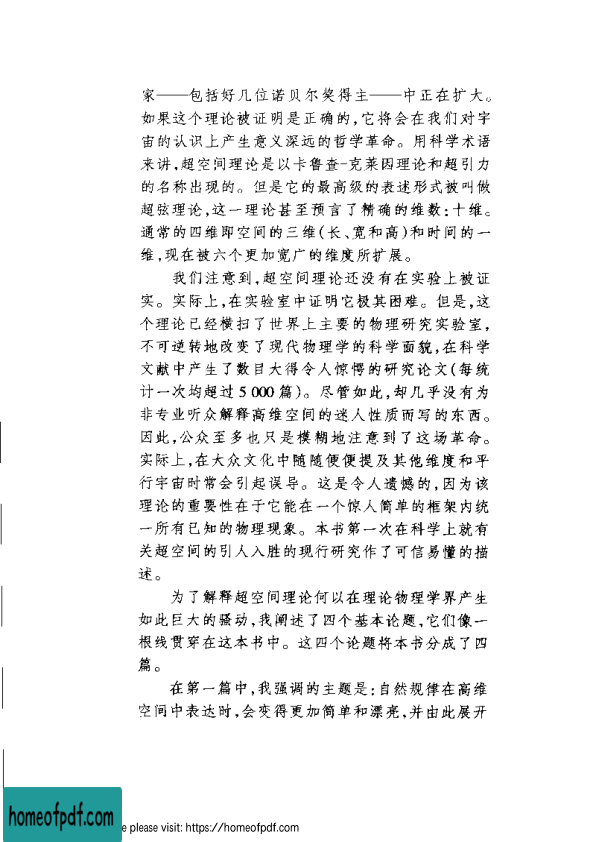 家——包括好几位诺贝尔奖得主——中正在扩大。
如果这个理论被证明是正确的,它将会在我们对宇
宙的认识上产生意义深远的哲学革命。用科学术语
来讲,超空间理论是以卡鲁查-克莱因理论和超引力
的名称出现的。但是它的最高级的表述形式被叫做
超弦理论,这一理论甚至预言了精确的维数:十维。
通常的四维即空间的三维(长、宽和高)和时间的一
维,现在被六个更加宽广的维度所扩展。
我们注意到,超空间理论还没有在实验上被证
实。实际上,在实验室中证明它极其困难。但是,这
个理论已经横扫了世界上主要的物理研究实验室,
不可逆转地改变了现代物理学的科学面貌,在科学
文献中产生了数目大得令人惊愕的研究论文(每统
计一次均超过5000篇)。尽管如此,却几乎没有为
非专业听众解释高维空间的迷人性质而写的东西。
因此,公众至多也只是模糊地注意到了这场革命。
实际上,在大众文化中随随便便提及其他维度和平
行宇宙时常会引起误导。这是令人遗憾的,因为该
理论的重要性在于它能在一个惊人简单的框架内统
一所有已知的物理现象。本书第一次在科学上就有
关超空间的引人入胜的现行研究作了可信易懂的描
述。
为了解释超空间理论何以在理论物理学界产生
如此巨大的骚动,我阐述了四个基本论题,它们像一
根线贯穿在这本书中。这四个论题将本书分成了四
篇。
在第一篇中,我强调的主题是:自然规律在高维
空间中表达时,会变得更加简单和漂亮,并由此展开
homeofpdf.com
e please visit: https://homeofpdf.com